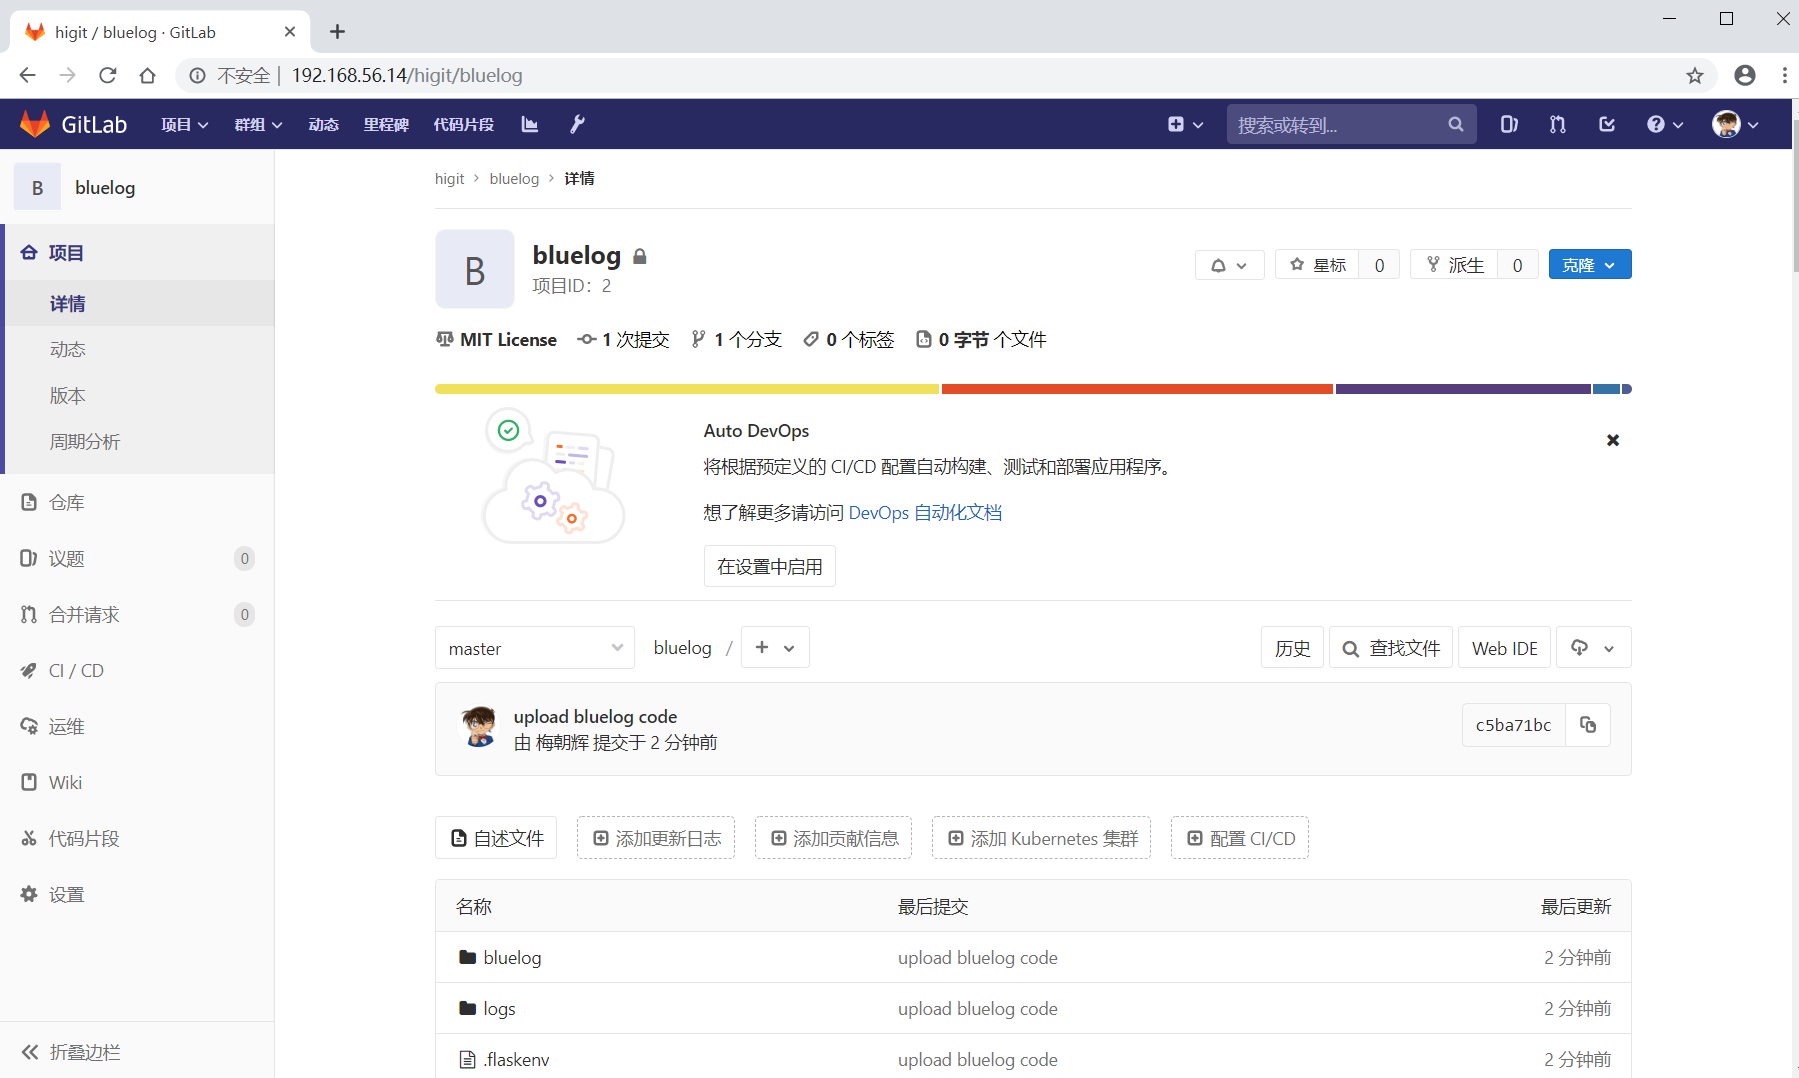 higit / bluelog · GitLab
不安全 | 192.168.56.14/higit/bluelog
GitLab 项目 群组 动态 里程碑 代码片段 搜索或转到...
B bluelog
项目
详情
动态
版本
周期分析
仓库
议题 0
合并请求 0
CI / CD
运维
Wiki
代码片段
设置
折叠边栏
higit > bluelog > 详情
B
bluelog
项目ID：2
星标 0 派生 0 克隆
MIT License 1 次提交 1 个分支 0 个标签 0 字节 个文件
Auto DevOps
将根据预定义的 CI/CD 配置自动构建、测试和部署应用程序。
想了解更多请访问 DevOps 自动化文档
在设置中启用
master bluelog / + 历史 查找文件 Web IDE
upload bluelog code
由 梅朝辉 提交于 2 分钟前
c5ba71bc
自述文件 添加更新日志 添加贡献信息 添加 Kubernetes 集群 配置 CI/CD
名称 最后提交 最后更新
bluelog upload bluelog code 2 分钟前
logs upload bluelog code 2 分钟前
.flaskenv upload bluelog code 2 分钟前